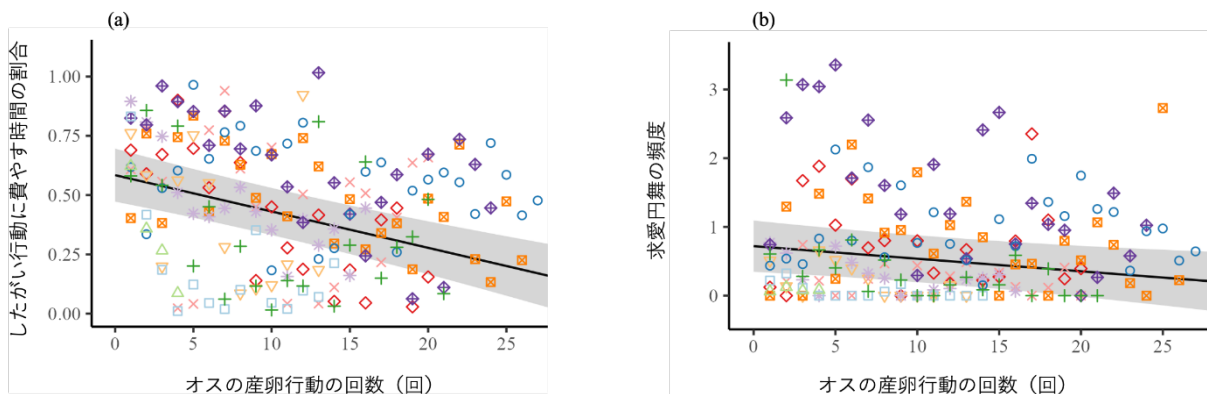 (a)
したがい行動に費やす時間の割合
1.00
0.75
0.50
0.25
0.00
0 5 10 15 20 25
オスの産卵行動の回数（回）
(b)
求愛円舞の頻度
3
2
1
0
0 5 10 15 20 25
オスの産卵行動の回数（回）